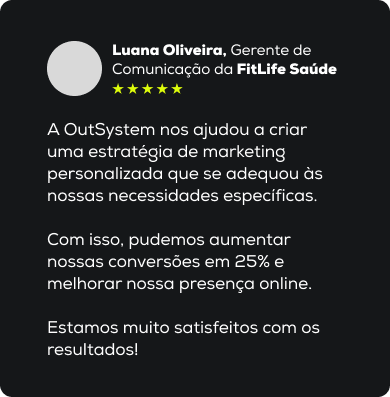 Luana Oliveira, Gerente de
Comunicação da FitLife Saúde
A OutSystem nos ajudou a criar
uma estratégia de marketing
personalizada que se adequou às
nossas necessidades específicas.
Com isso, pudemos aumentar
nossas conversões em 25% e
melhorar nossa presença online.
Estamos muito satisfeitos com os
resultados!